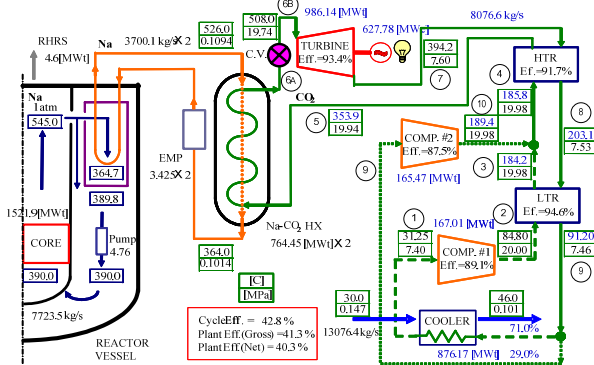 6B
508.0
19.74
986.14 [MWt]
627.78 [MWe]
526.0
0.1094
3700.1 kg/s X 2
Na
RHRS
4.6[MWt]
C.V.
TURBINE
Eff.=93.4%
394.2
7.60
8076.6 kg/s
HTR
Ef.=91.7%
6A
7
4
CO2
Na
1atm
545.0
5
353.9
19.94
10
185.8
19.98
189.4
19.98
8
203.1
7.53
COMP. #2
Eff=87.5%
EMP
3.425 X 2
364.7
389.8
165.47 [MWt]
9
3
184.2
19.98
LTR
Ef.=94.6%
1521.9[MWt]
CORE
Pump
4.76
Na-CO2 HX
764.45 [MWt] X 2
1
31.25
7.40
167.01 [MWt]
2
84.80
20.00
91.20
7.46
COMP. #1
Eff=89.1%
9
390.0
390.0
364.0
0.1014
[C]
[MPa]
30.0
0.147
46.0
0.101
7723.5 kg/s
REACTOR
VESSEL
Cycle Eff. = 42.8 %
Plant Eff.(Gross) =41.3 %
Plant Eff.(Net) = 40.3%
13076.4 kg/s
COOLER
71.0%
876.17 [MWt]
29.0%